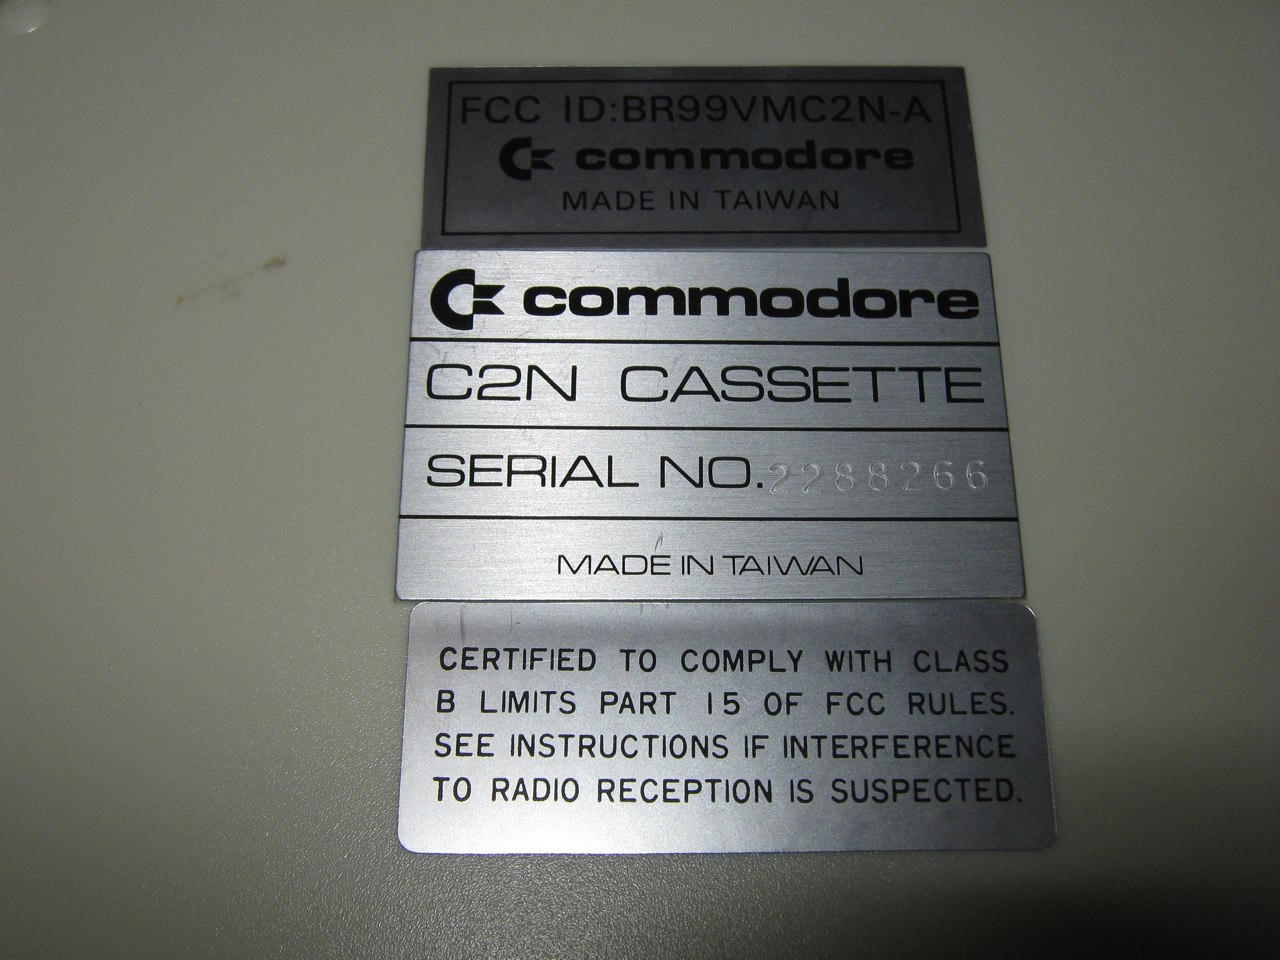 FCC ID:BR99VMC2N-A
commodore
MADE IN TAIWAN
commodore
C2N CASSETTE
SERIAL NO. 2288266
MADE IN TAIWAN
CERTIFIED TO COMPLY WITH CLASS
B LIMITS PART 15 OF FCC RULES.
SEE INSTRUCTIONS IF INTERFERENCE
TO RADIO RECEPTION IS SUSPECTED.